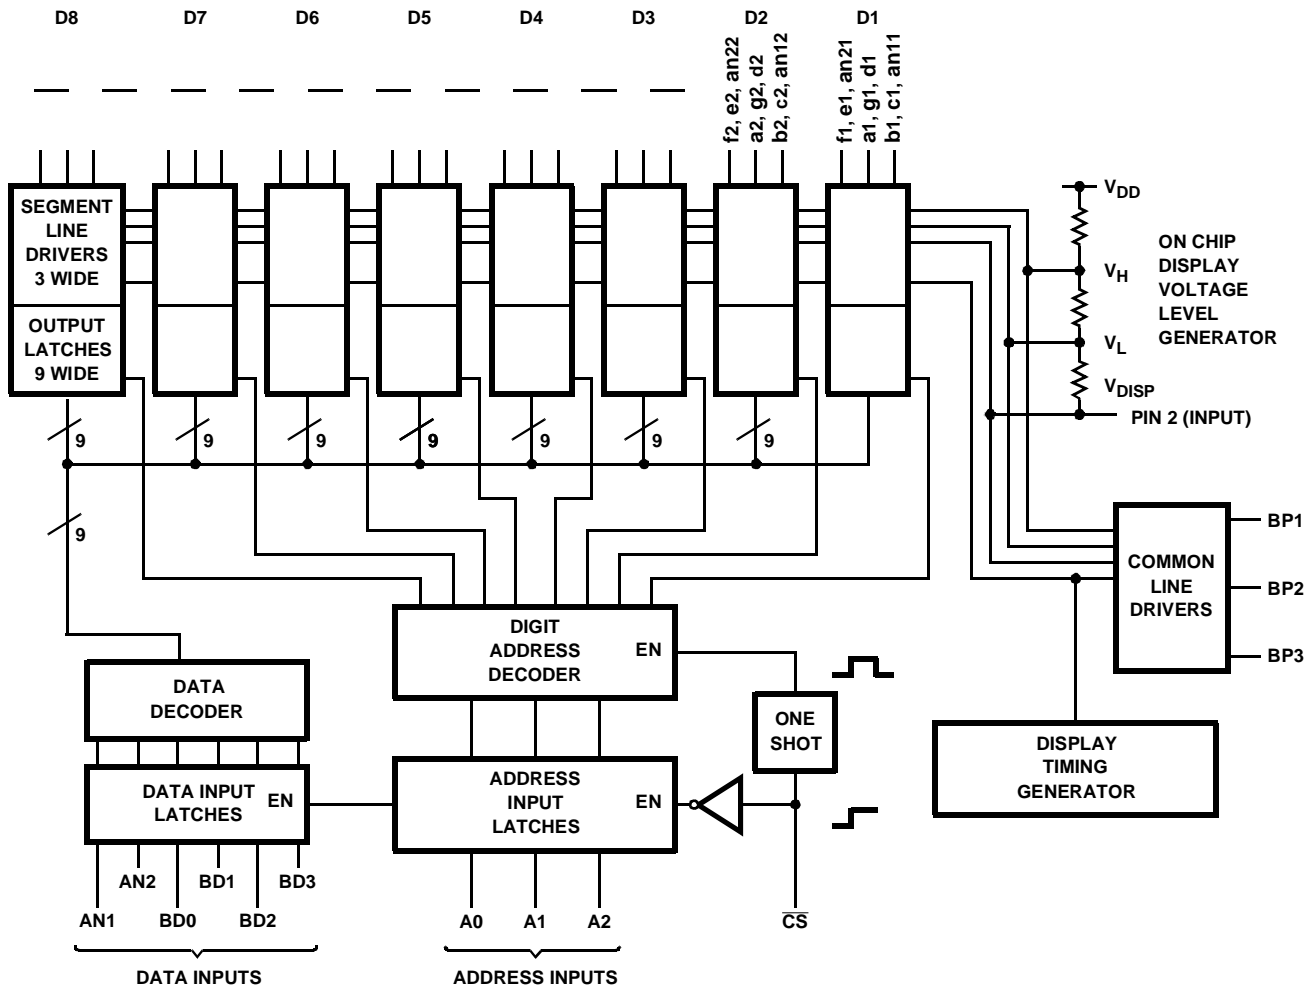 D8 D7 D6 D5 D4 D3 D2 D1
f2, e2, an22
a2, g2, d2
b2, c2, an12
f1, e1, an21
a1, g1, d1
b1, c1, an11
SEGMENT
LINE
DRIVERS
3 WIDE
OUTPUT
LATCHES
9 WIDE
VDD
VH
VL
VDISP
PIN 2 (INPUT)
ON CHIP
DISPLAY
VOLTAGE
LEVEL
GENERATOR
9 9 9 9 9 9 9
9
COMMON
LINE
DRIVERS
BP1
BP2
BP3
DIGIT
ADDRESS
DECODER
EN
DATA
DECODER
ONE
SHOT
DISPLAY
TIMING
GENERATOR
DATA INPUT
LATCHES
EN
ADDRESS
INPUT
LATCHES
EN
AN2 BD1 BD3
AN1 BD0 BD2
A0 A1 A2
CS
DATA INPUTS
ADDRESS INPUTS